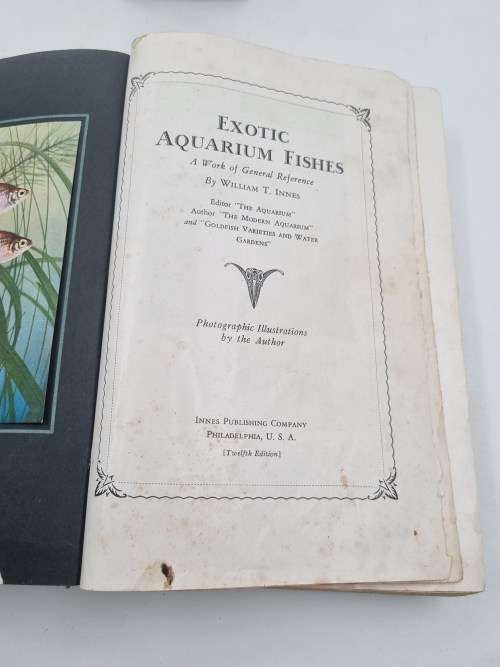 EXOTIC
AQUARIUM FISHES
A Work of General Reference
BY WILLIAM T. INNES
Editor "THE AQUARIUM"
Author "THE MODERN AQUARIUM"
and "GOLDFISH VARIETIES AND WATER
GARDENS"
Photographic Illustrations
by the Author
INNES PUBLISHING COMPANY
PHILADELPHIA, U. S. A.
[Twelfth Edition]